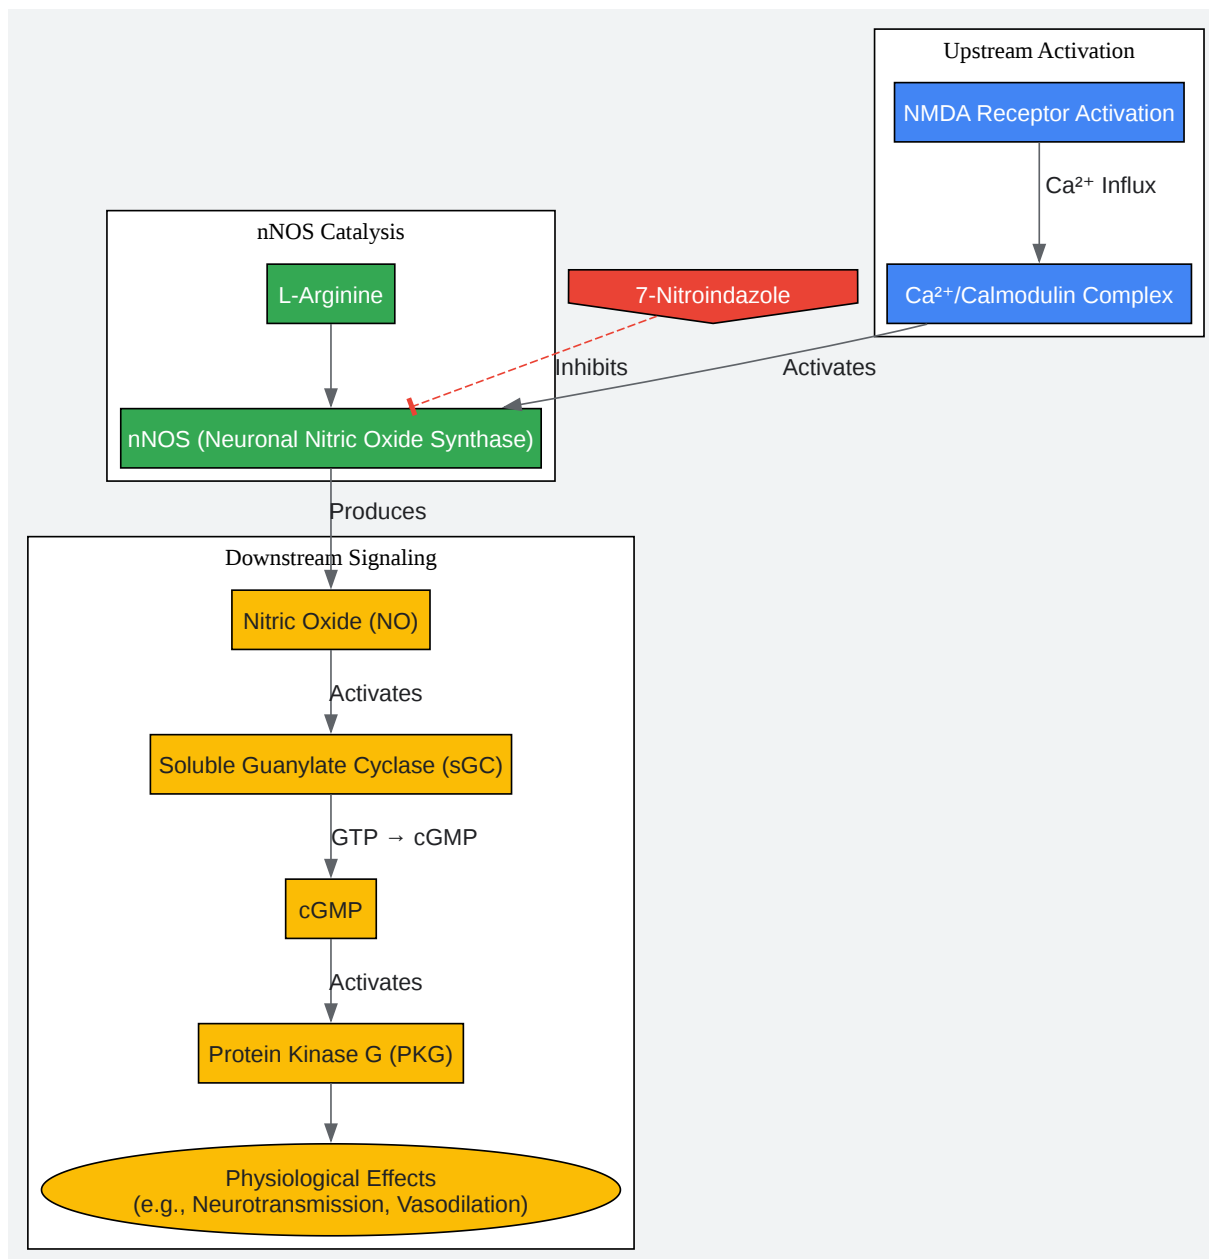 Upstream Activation
NMDA Receptor Activation
Ca²⁺ Influx
nNOS Catalysis
L-Arginine
7-Nitroindazole
Ca²⁺/Calmodulin Complex
Inhibits
Activates
nNOS (Neuronal Nitric Oxide Synthase)
Produces
Downstream Signaling
Nitric Oxide (NO)
Activates
Soluble Guanylate Cyclase (sGC)
GTP → cGMP
cGMP
Activates
Protein Kinase G (PKG)
Physiological Effects
(e.g., Neurotransmission, Vasodilation)